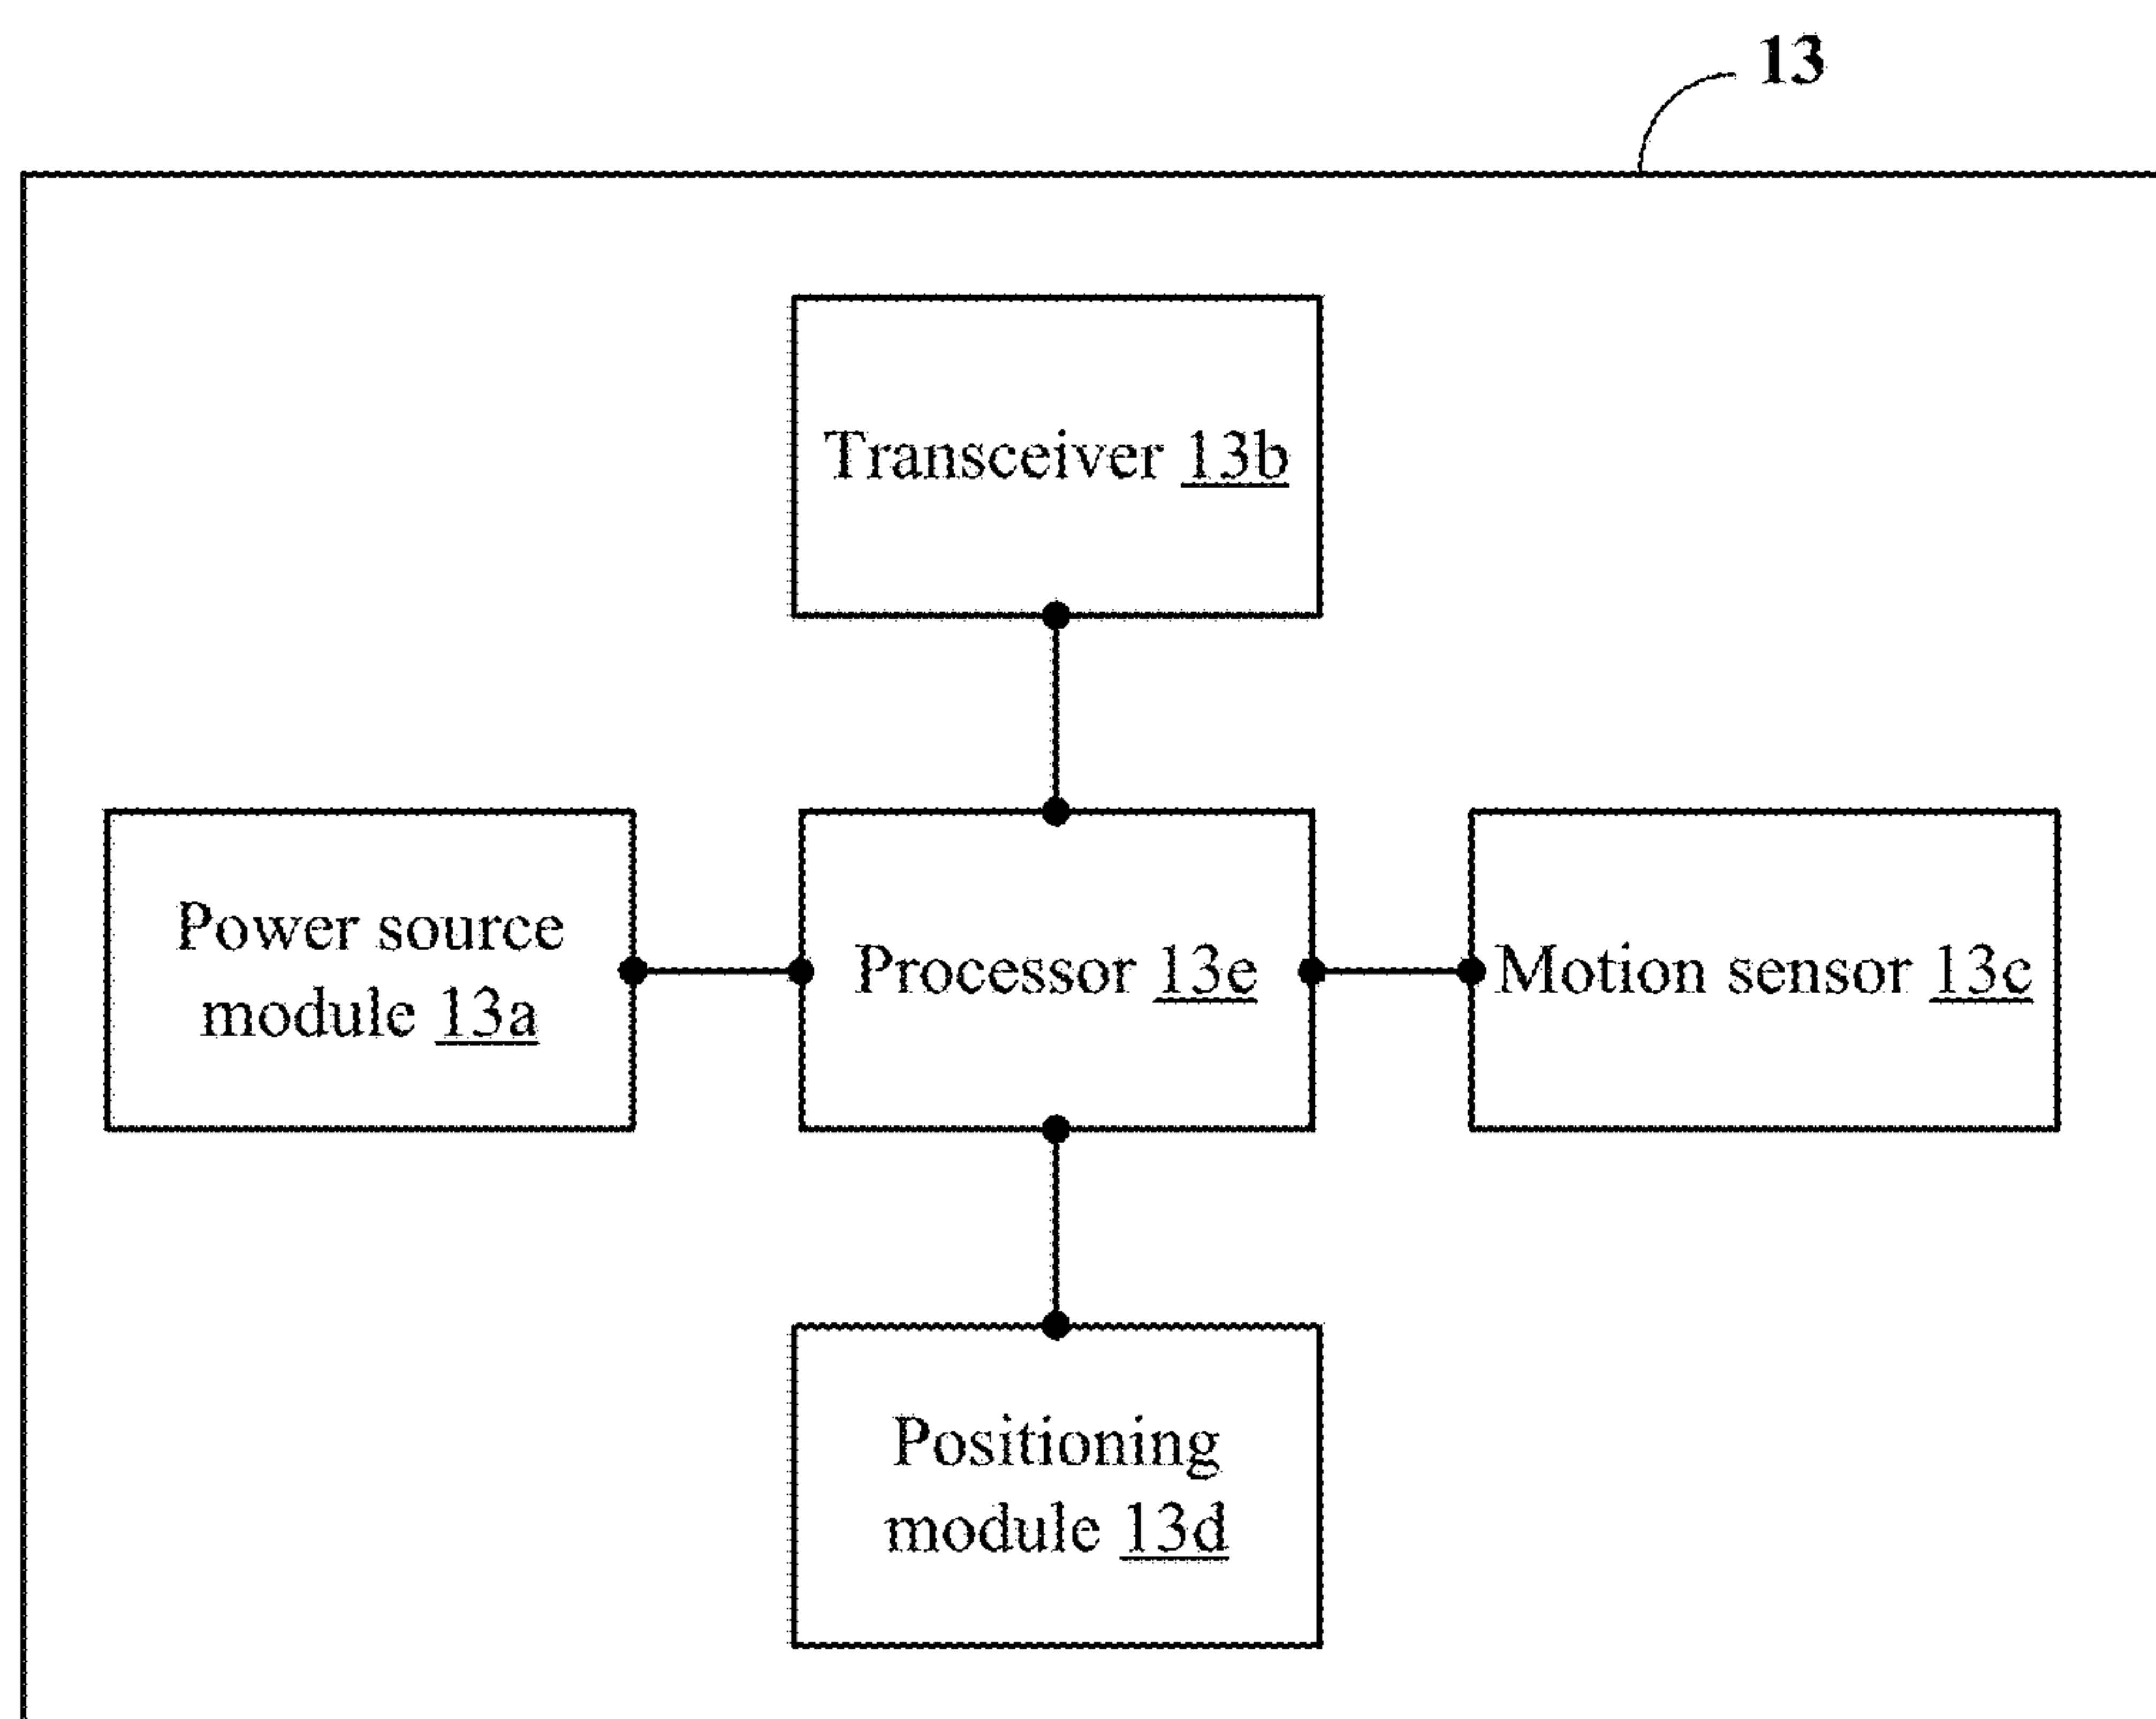 13
Transceiver 13b
Power source
module 13a
Processor 13e
Motion sensor 13c
Positioning
module 13d